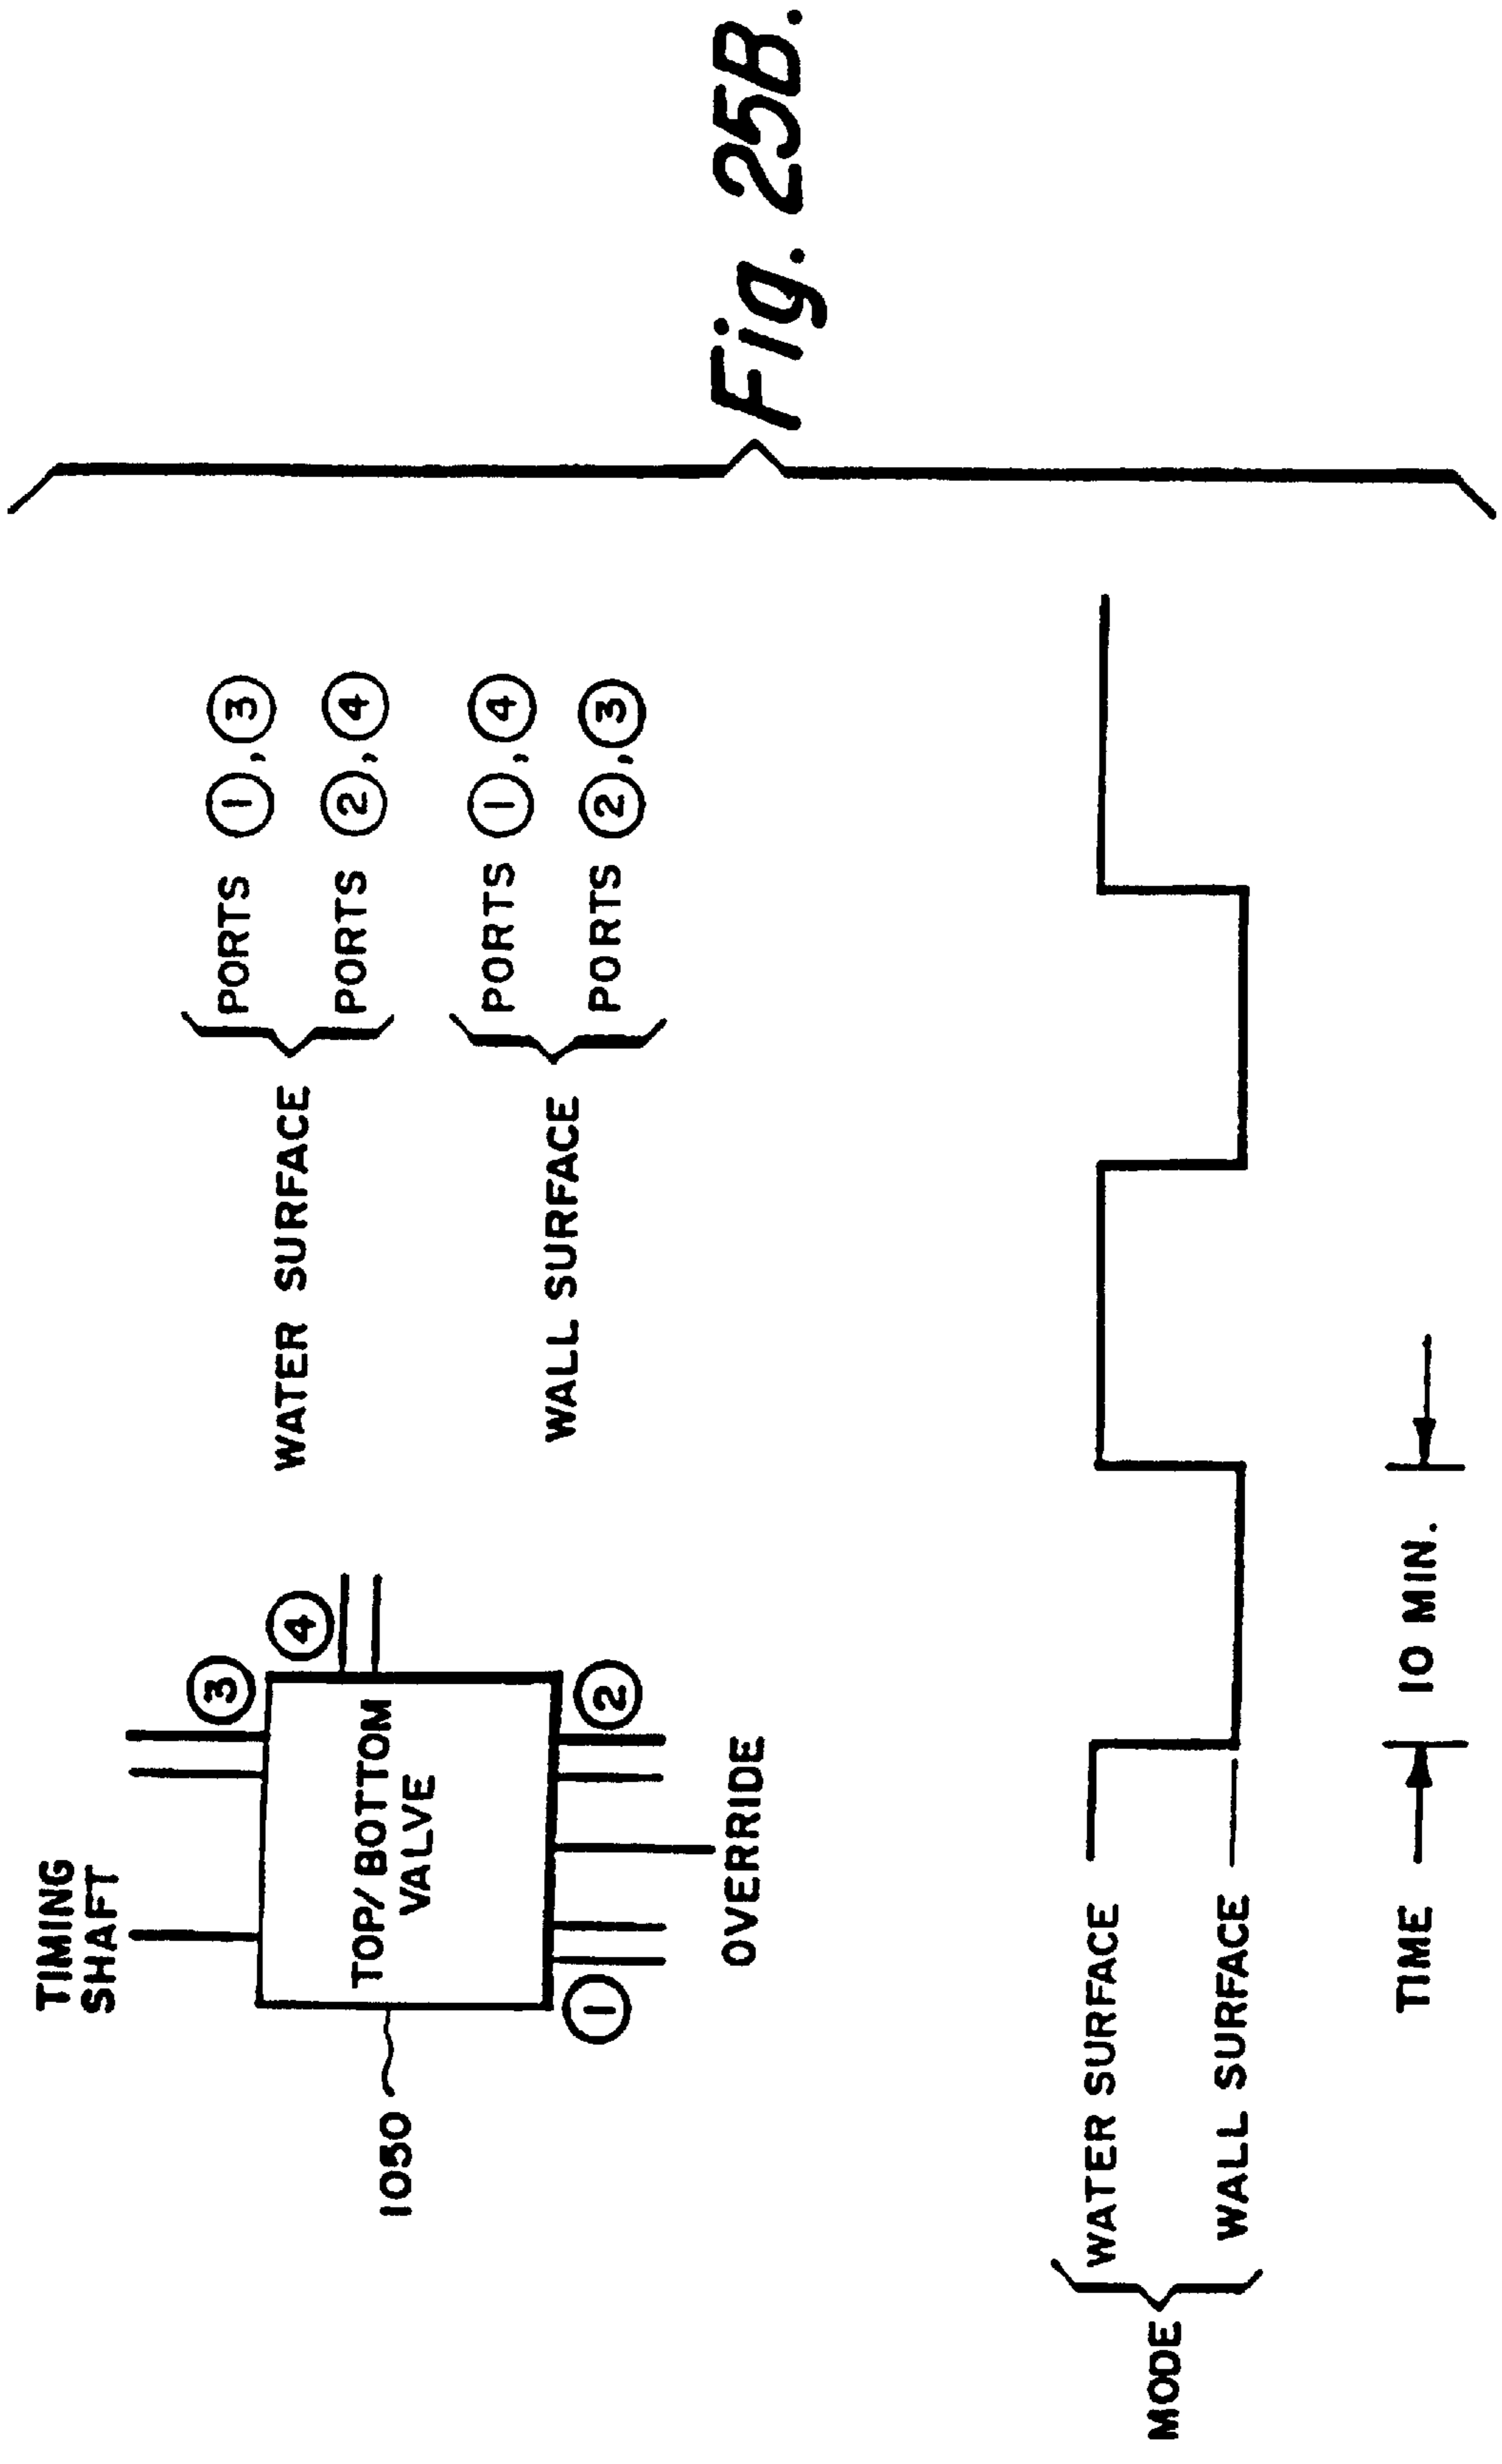 TIMING
SHAFT
③
④
TOP/BOTTOM
VALVE
1050
①
②
OVERRIDE
WATER SURFACE
PORTS ①,③
PORTS ②,④
WALL SURFACE
PORTS ①,④
PORTS ②,③
MODE
WATER SURFACE
WALL SURFACE
TIME
10 MIN.
Fig. 25B.